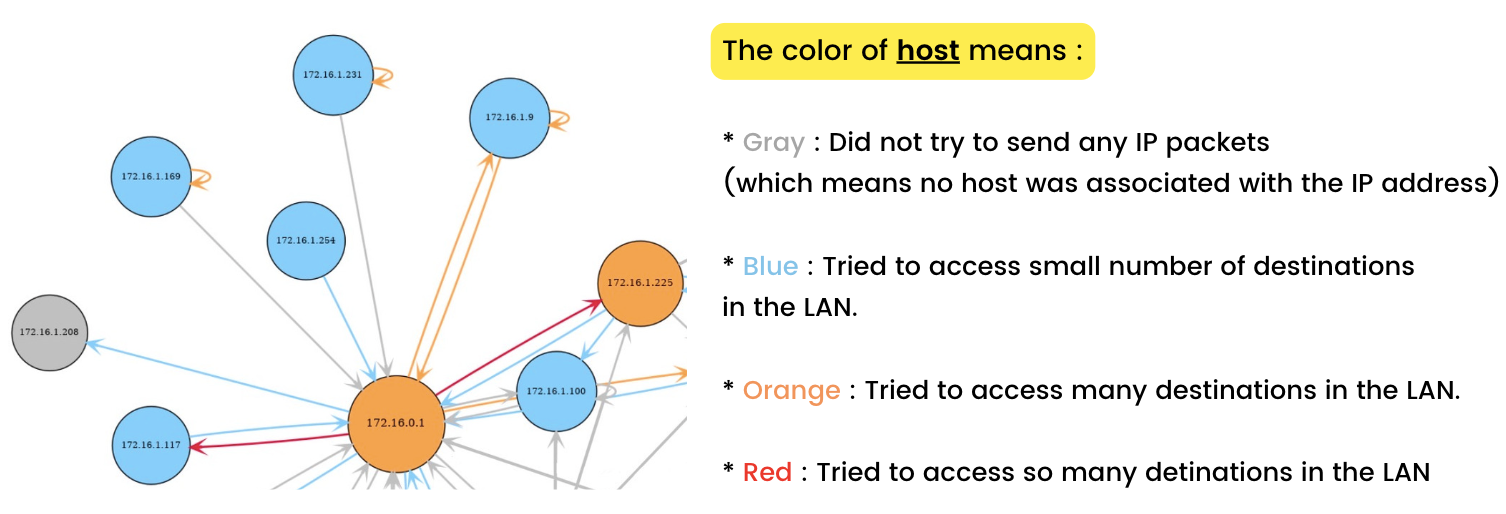 172.16.1.231
172.16.1.9
172.16.1.169
172.16.1.254
172.16.1.225
172.16.1.208
172.16.1.100
172.16.0.1
172.16.1.117
The color of host means :
* Gray : Did not try to send any IP packets
(which means no host was associated with the IP address)
* Blue : Tried to access small number of destinations
in the LAN.
* Orange : Tried to access many destinations in the LAN.
* Red : Tried to access so many detinations in the LAN